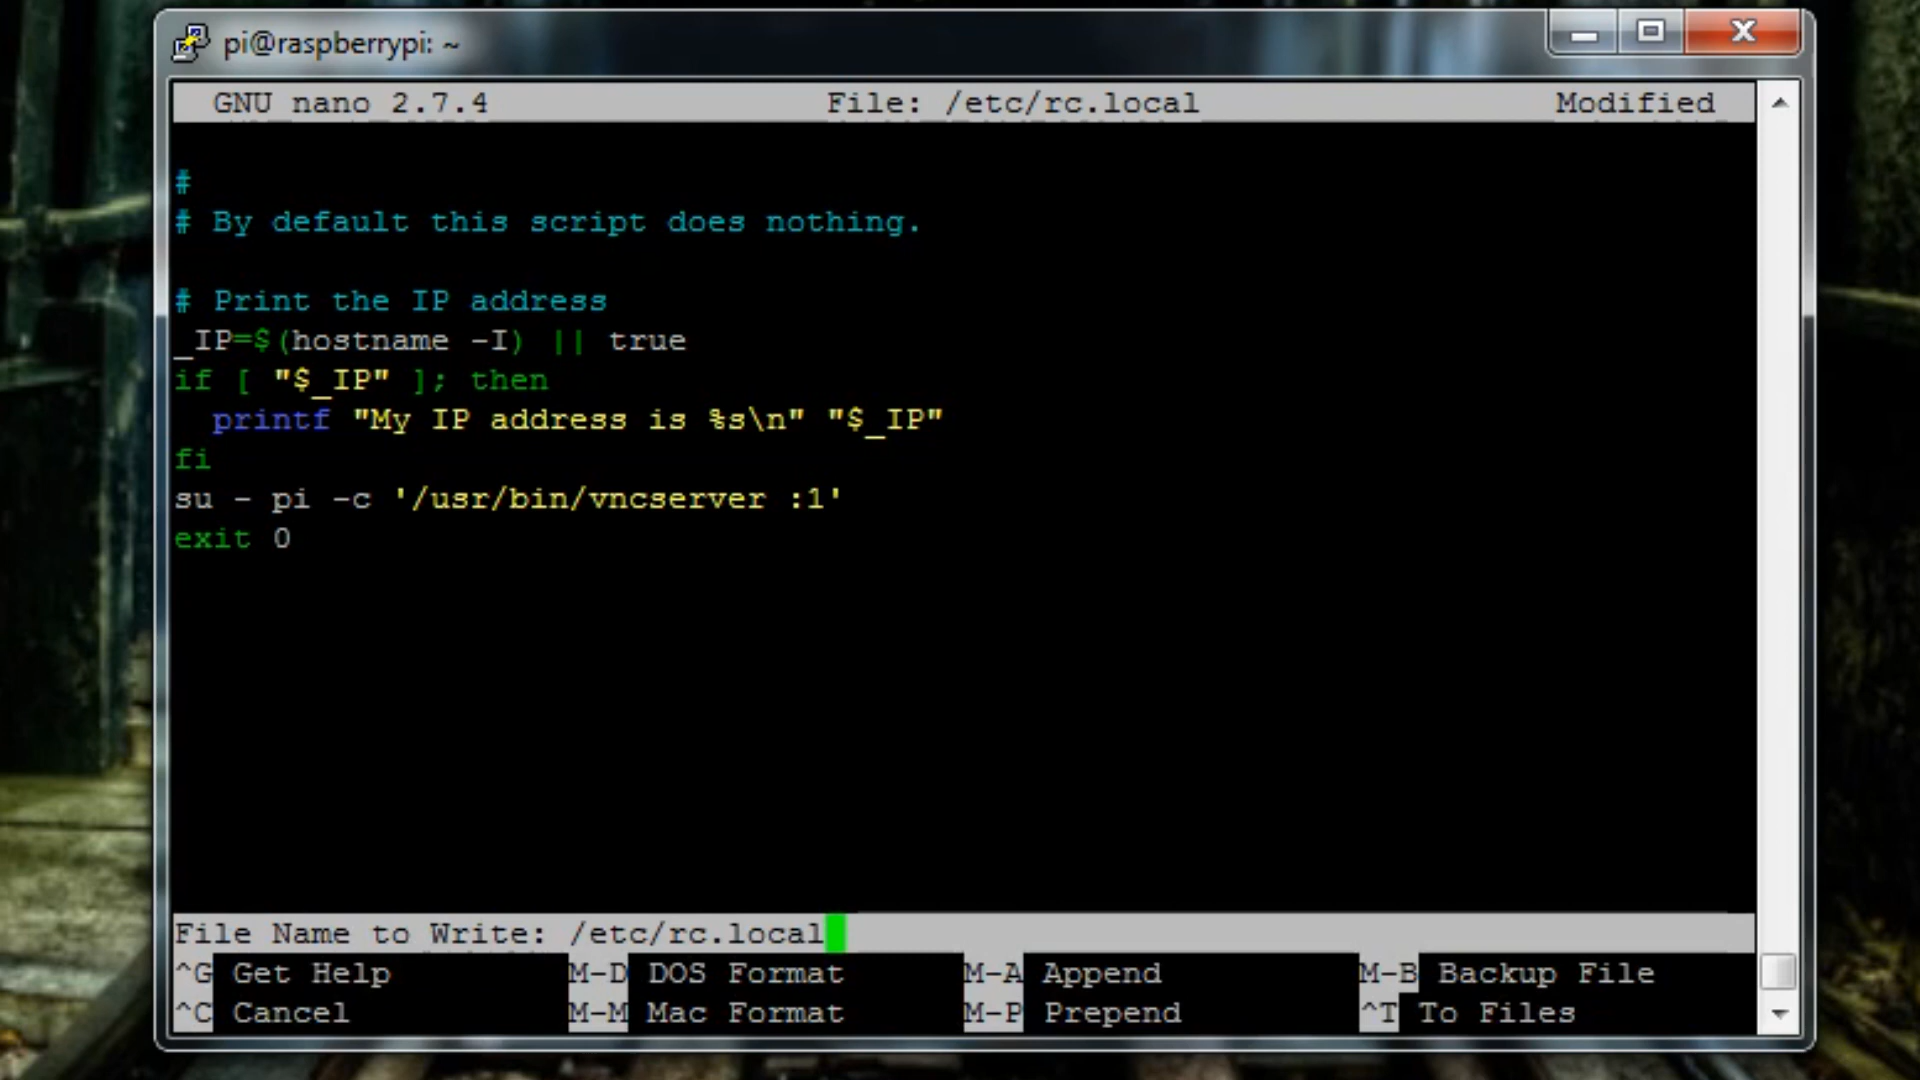 pi@raspberrypi: ~
GNU nano 2.7.4 File: /etc/rc.local Modified
#
# By default this script does nothing.
# Print the IP address
_IP=$(hostname -I) || true
if [ "$_IP" ]; then
  printf "My IP address is %s\n" "$_IP"
fi
su - pi -c '/usr/bin/vncserver :1'
exit 0
File Name to Write: /etc/rc.local
^G Get Help M-D DOS Format M-A Append M-B Backup File
^C Cancel M-M Mac Format M-P Prepend ^T To Files